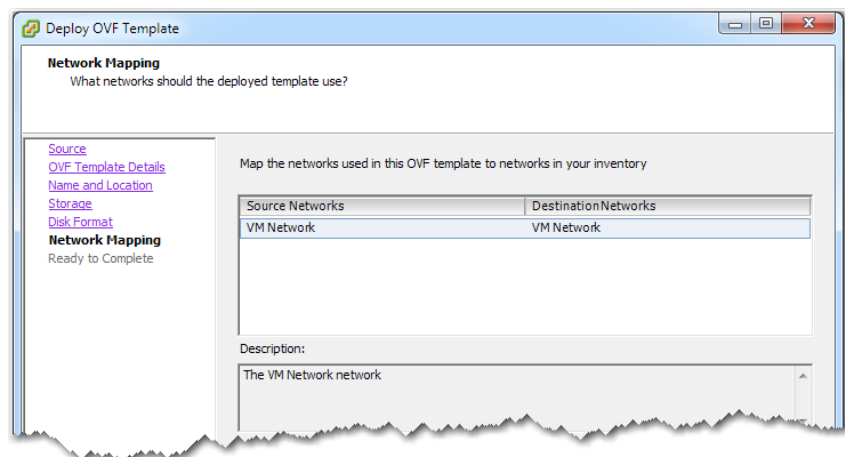 Deploy OVF Template
Network Mapping
What networks should the deployed template use?
Source
OVF Template Details
Name and Location
Storage
Disk Format
Network Mapping
Ready to Complete
Map the networks used in this OVF template to networks in your inventory
Source Networks DestinationNetworks
VM Network VM Network
Description:
The VM Network network